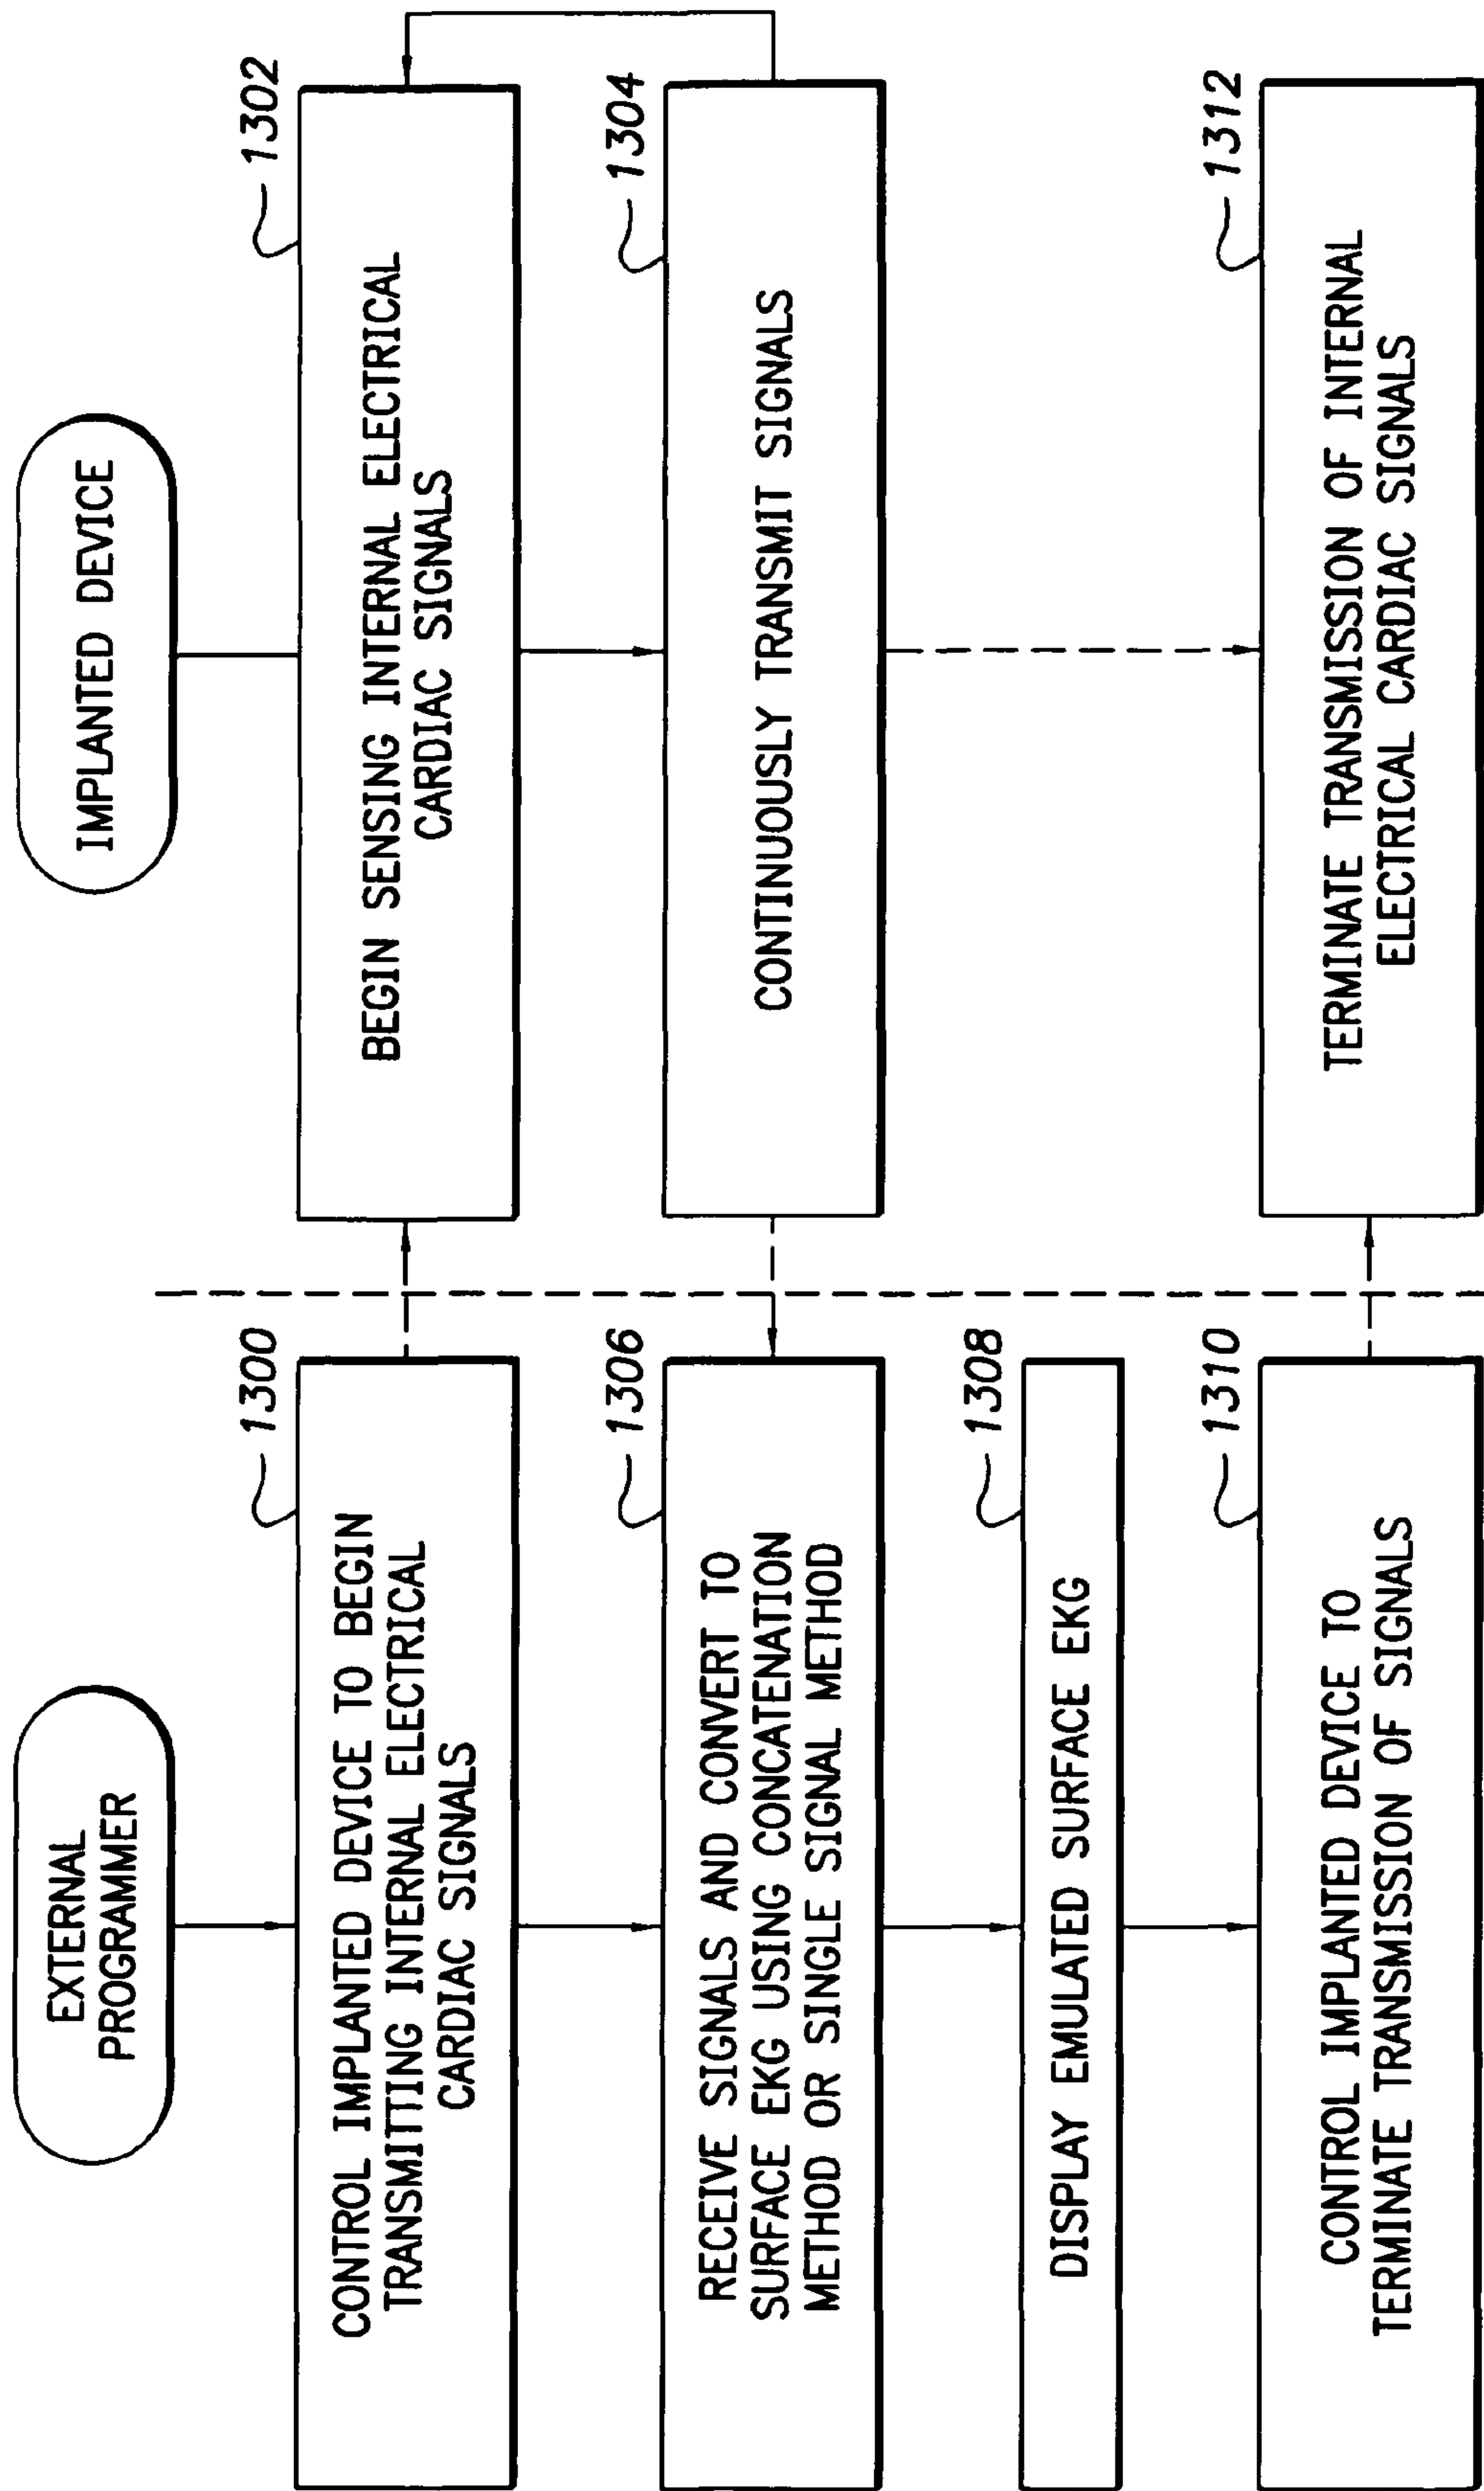 EXTERNAL
PROGRAMMER
1300
CONTROL IMPLANTED DEVICE TO BEGIN
TRANSMITTING INTERNAL ELECTRICAL
CARDIAC SIGNALS
1306
RECEIVE SIGNALS AND CONVERT TO
SURFACE EKG USING CONCATENATION
METHOD OR SINGLE SIGNAL METHOD
1308
DISPLAY EMULATED SURFACE EKG
1310
CONTROL IMPLANTED DEVICE TO
TERMINATE TRANSMISSION OF SIGNALS
IMPLANTED DEVICE
1302
BEGIN SENSING INTERNAL ELECTRICAL
CARDIAC SIGNALS
1304
CONTINUOUSLY TRANSMIT SIGNALS
1312
TERMINATE TRANSMISSION OF INTERNAL
ELECTRICAL CARDIAC SIGNALS